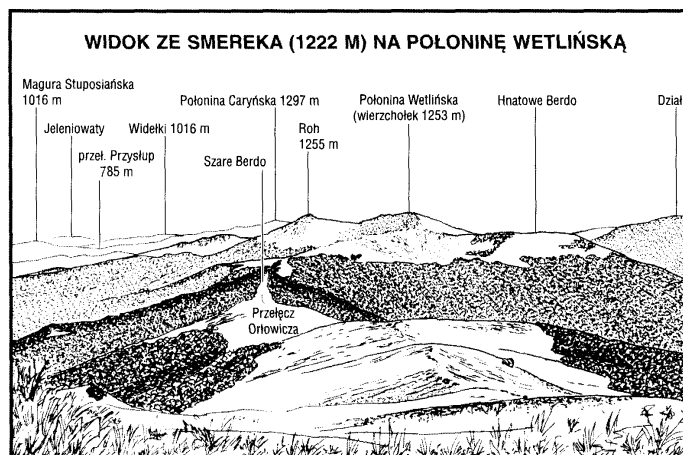 WIDOK ZE SMEREKA (1222 M) NA POŁONINĘ WETLIŃSKĄ
Magura Stuposiańska
1016 m
Jeleniowaty
przeł. Przysłup
785 m
Widełki 1016 m
Połonina Caryńska 1297 m
Szare Berdo
Roh
1255 m
Połonina Wetlińska
(wierzchołek 1253 m)
Hnatowe Berdo
Dział
Przełęcz
Orłowicza